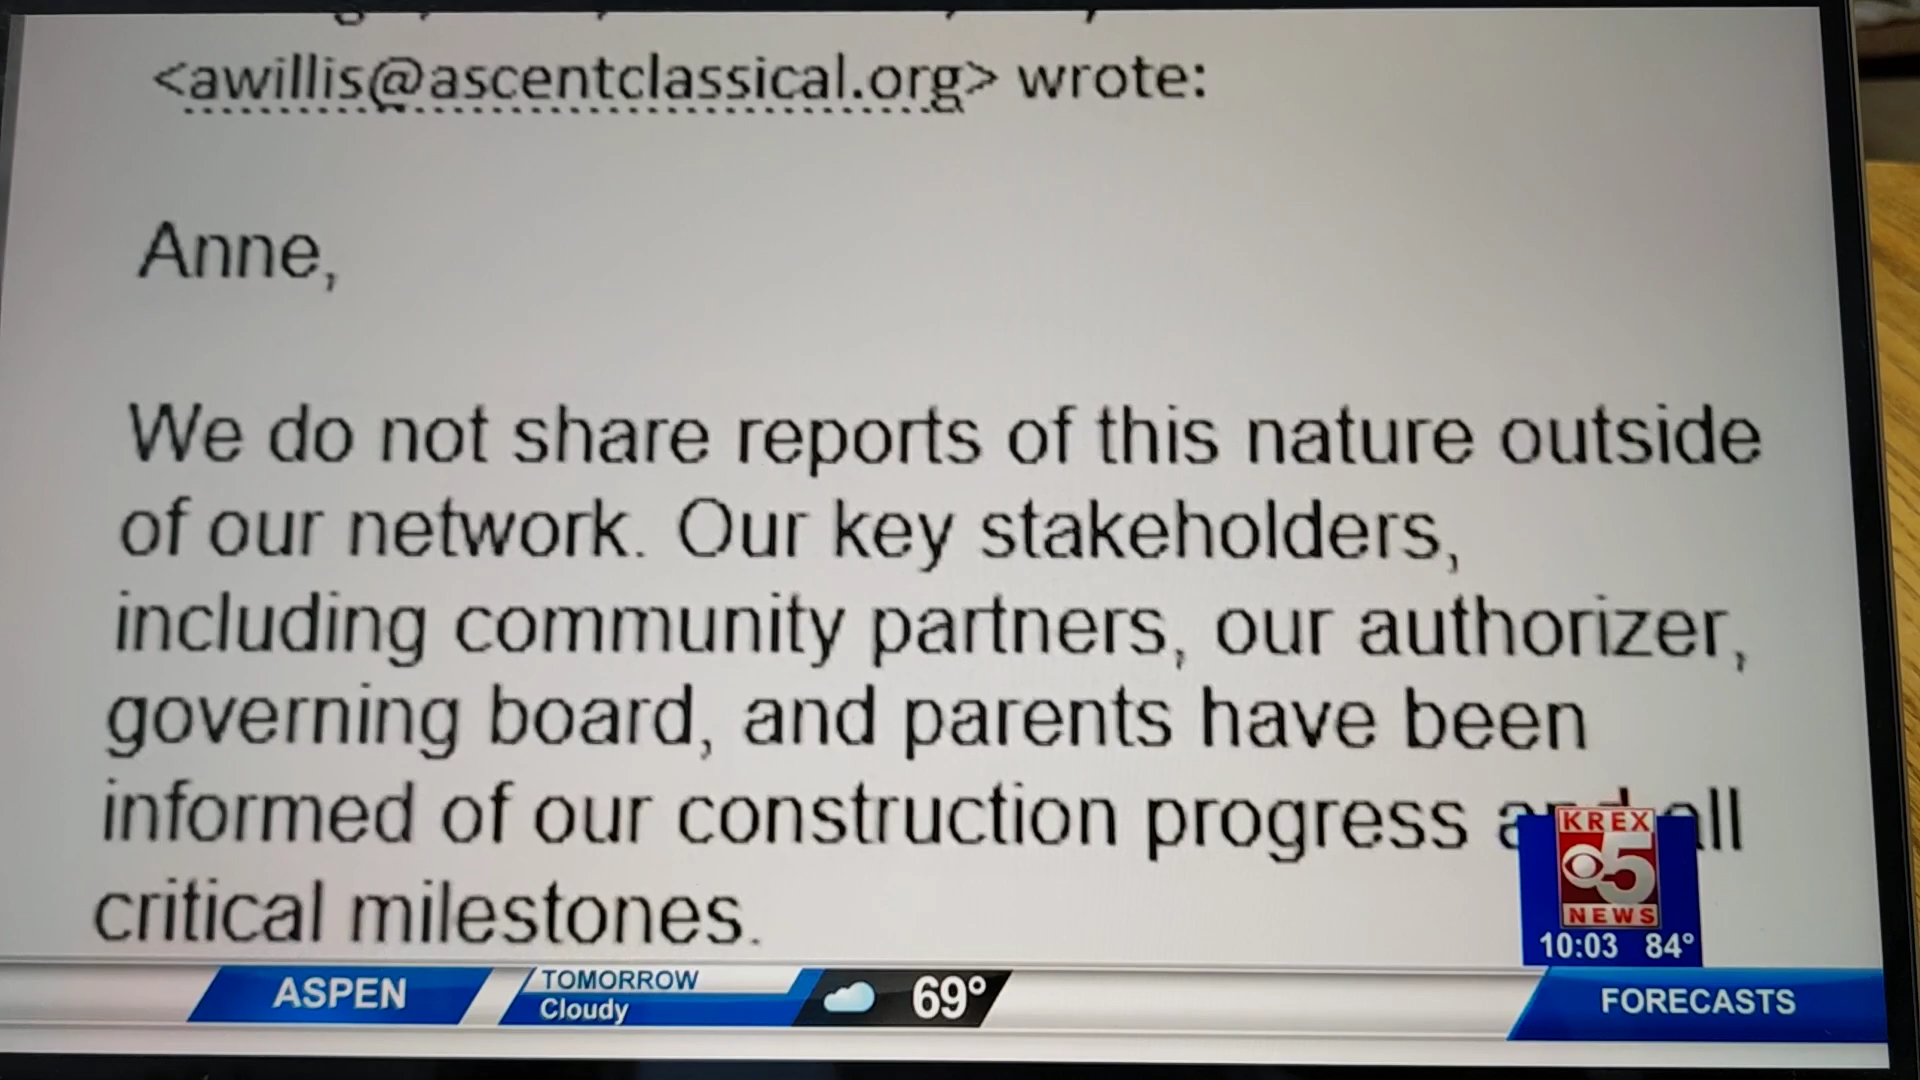 <awillis@ascentclassical.org> wrote:
Anne,
We do not share reports of this nature outside
of our network. Our key stakeholders,
including community partners, our authorizer,
governing board, and parents have been
informed of our construction progress and all
critical milestones.
KREX
5
NEWS
10:03 84°
ASPEN
TOMORROW
Cloudy
69°
FORECASTS